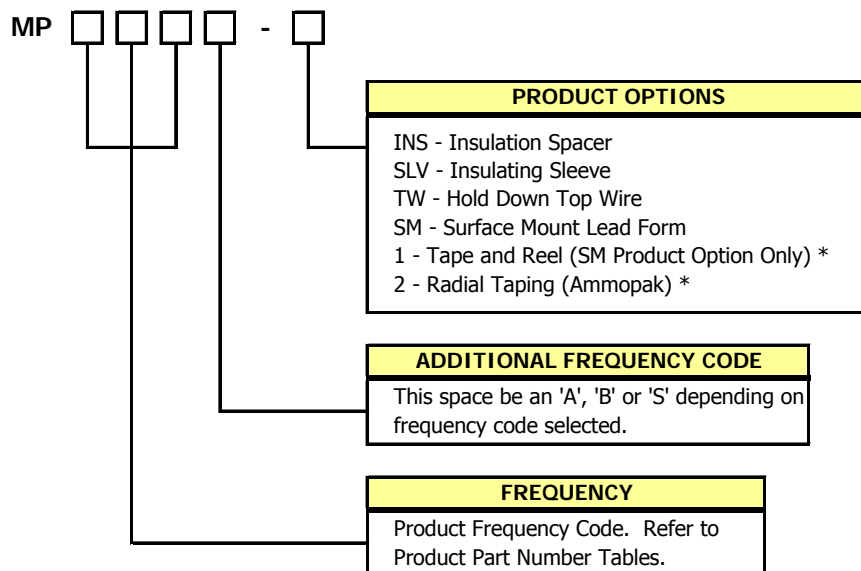 MP -
PRODUCT OPTIONS
INS - Insulation Spacer
SLV - Insulating Sleeve
TW - Hold Down Top Wire
SM - Surface Mount Lead Form
1 - Tape and Reel (SM Product Option Only) *
2 - Radial Taping (Ammopak) *
ADDITIONAL FREQUENCY CODE
This space be an 'A', 'B' or 'S' depending on
frequency code selected.
FREQUENCY
Product Frequency Code. Refer to
Product Part Number Tables.